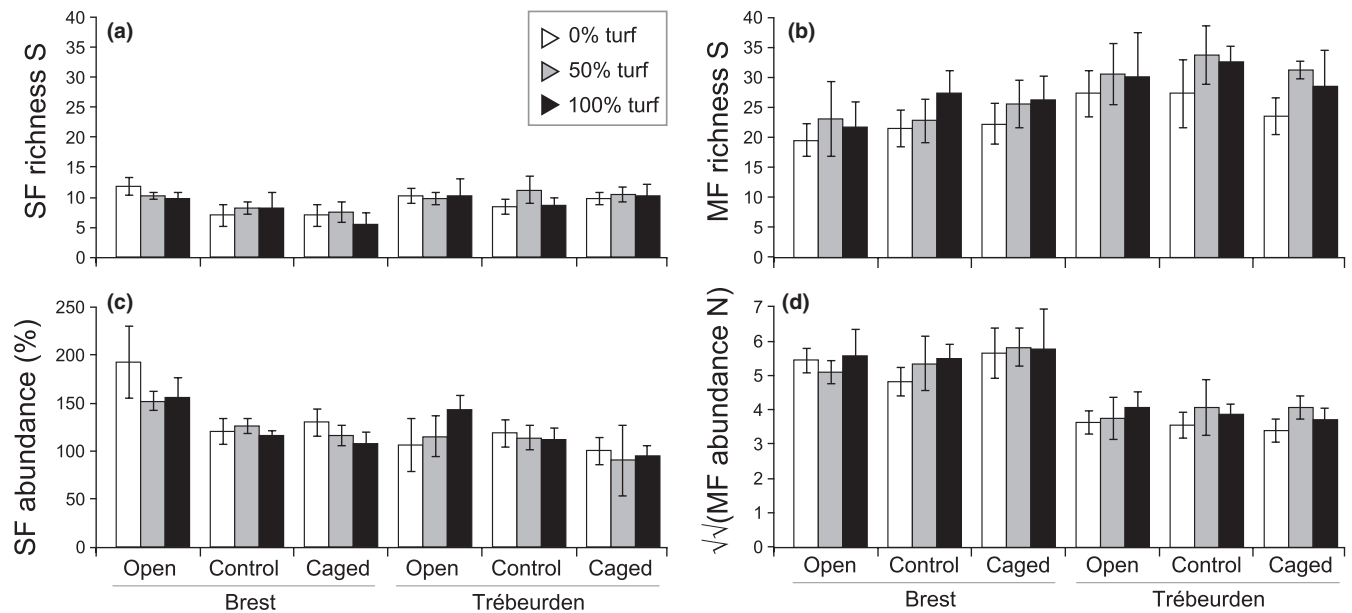 (a)
SF richness S
40
35
30
25
20
15
10
5
0
0% turf
50% turf
100% turf
(b)
MF richness S
40
35
30
25
20
15
10
5
0
(c)
SF abundance (%)
250
200
150
100
50
0
Open Control Caged Open Control Caged
Brest Trébeurden
(d)
√√(MF abundance N)
7
6
5
4
3
2
1
0
Open Control Caged Open Control Caged
Brest Trébeurden